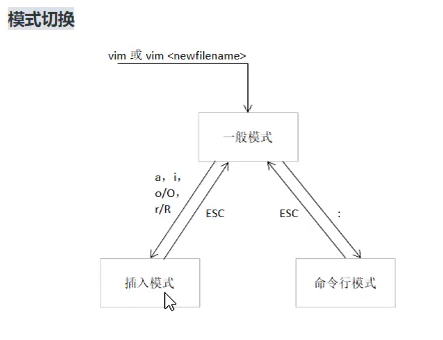 模式切换
vim 或 vim <newfilename>
一般模式
a，i，
o/O，
r/R
ESC
ESC
：
插入模式
命令行模式